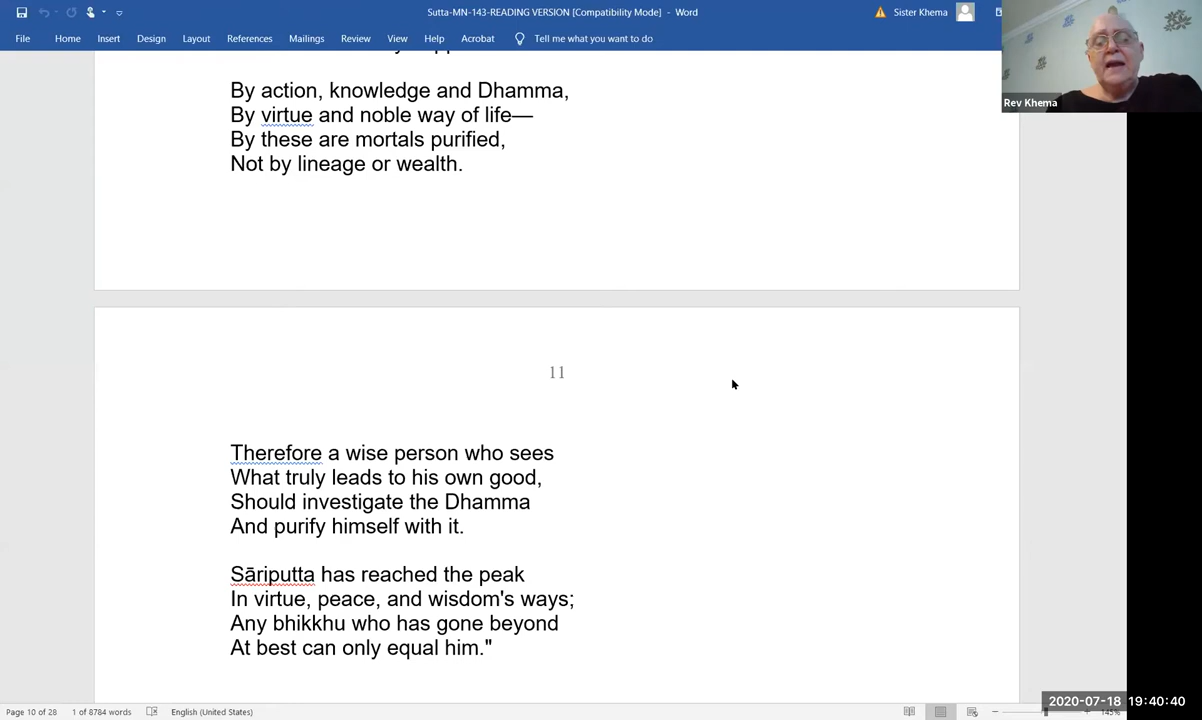 Sutta-MN-143-READING VERSION [Compatibility Mode] - Word
Sister Khema
File Home Insert Design Layout References Mailings Review View Help Acrobat Tell me what you want to do
Rev Khema
By action, knowledge and Dhamma,
By virtue and noble way of life—
By these are mortals purified,
Not by lineage or wealth.
11
Therefore a wise person who sees
What truly leads to his own good,
Should investigate the Dhamma
And purify himself with it.
Sāriputta has reached the peak
In virtue, peace, and wisdom's ways;
Any bhikkhu who has gone beyond
At best can only equal him."
2020-07-18 19:40:40
Page 10 of 28 1 of 8784 words English (United States) 145%